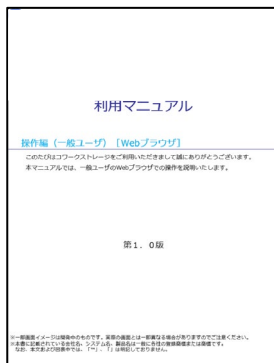 利用マニュアル
操作編（一般ユーザ）［Webブラウザ］
このたびはコワークストレージをご利用いただきまして誠にありがとうございます。
本マニュアルでは、一般ユーザのWebブラウザでの操作を説明いたします。
第１．０版
※一部画面イメージは開発中のものです。実際の画面とは一部異なる場合がありますのでご注意ください。
※本書に記載されている会社名、システム名、製品名は一般に各社の登録商標または商標です。
なお、本文および図表中では、「™」、「®」は明記しておりません。